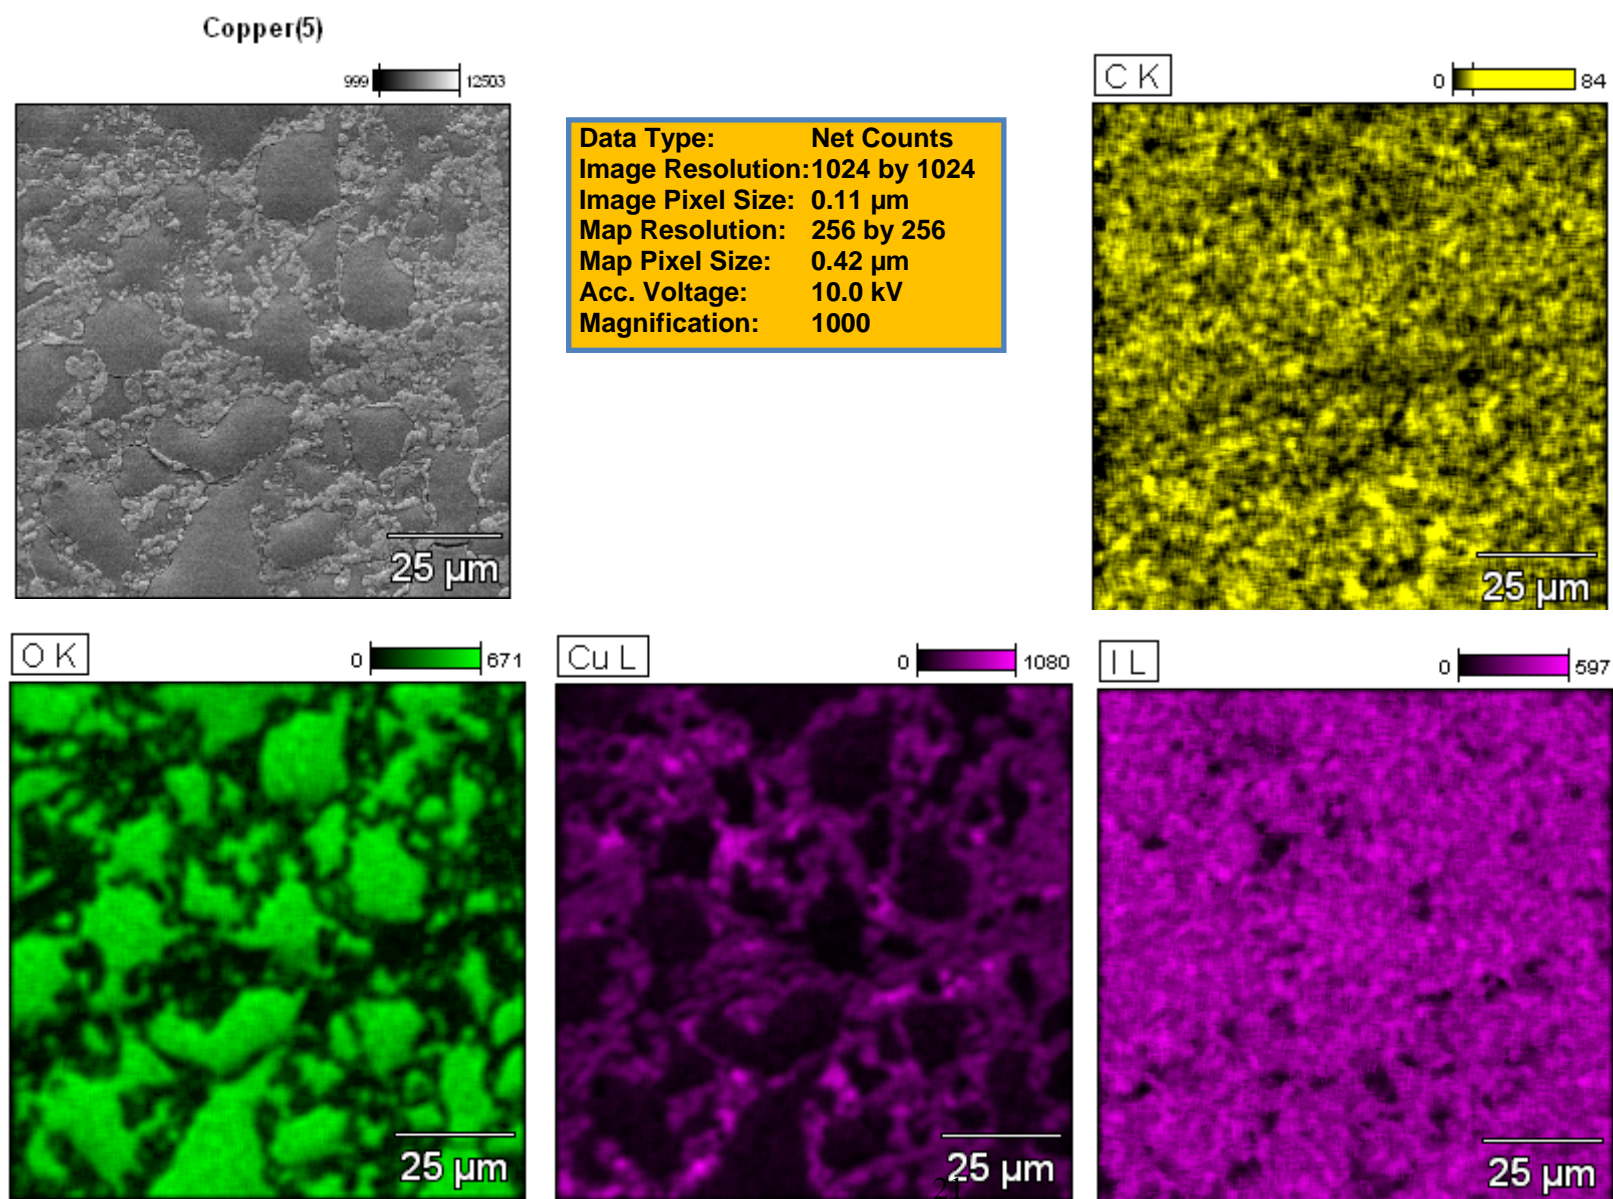 Copper(5)
999 12503
25 µm
Data Type: Net Counts
Image Resolution: 1024 by 1024
Image Pixel Size: 0.11 µm
Map Resolution: 256 by 256
Map Pixel Size: 0.42 µm
Acc. Voltage: 10.0 kV
Magnification: 1000
C K
0 84
25 µm
O K
0 671
25 µm
Cu L
0 1080
25 µm
I L
0 597
25 µm